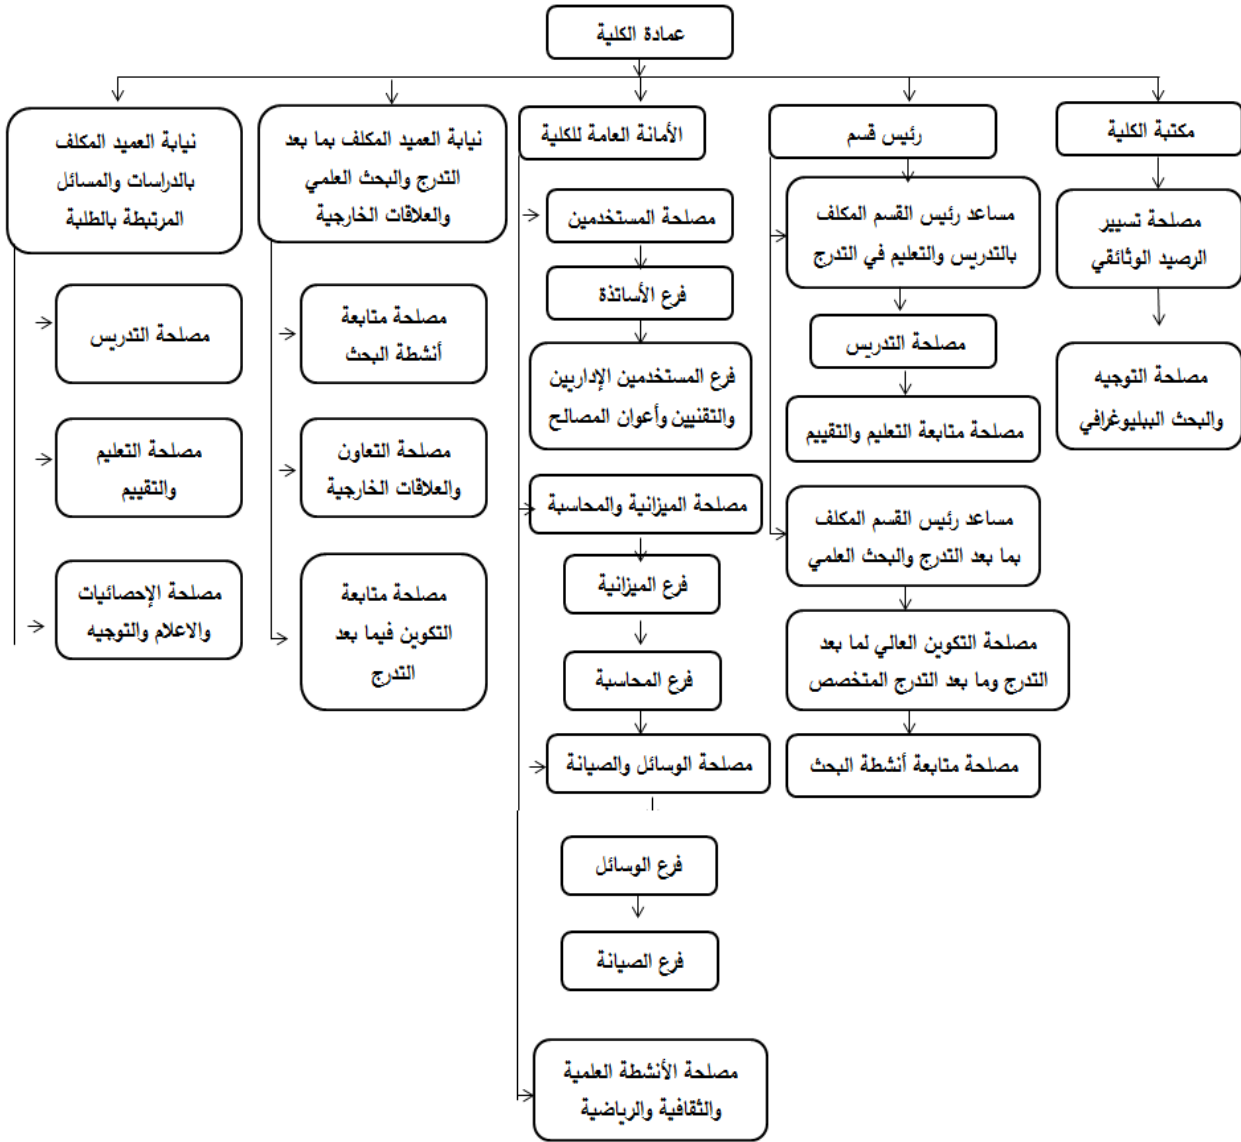 عمادة الكلية
مكتبة الكلية
مصلحة تسيير
الرصيد الوثائقي
مصلحة التوجيه
والبحث الببليوغرافي
رئيس قسم
مساعد رئيس القسم المكلف
بالتدريس والتعليم في التدرج
مصلحة التدريس
مصلحة متابعة التعليم والتقييم
مساعد رئيس القسم المكلف
بما بعد التدرج والبحث العلمي
مصلحة التكوين العالي لما بعد
التدرج وما بعد التدرج المتخصص
مصلحة متابعة أنشطة البحث
الأمانة العامة للكلية
مصلحة المستخدمين
فرع الأساتذة
فرع المستخدمين الإداريين
والتقنيين وأعوان المصالح
مصلحة الميزانية والمحاسبة
فرع الميزانية
فرع المحاسبة
مصلحة الوسائل والصيانة
فرع الوسائل
فرع الصيانة
مصلحة الأنشطة العلمية
والثقافية والرياضية
نيابة العميد المكلف بما بعد
التدرج والبحث العلمي
والعلاقات الخارجية
مصلحة متابعة
أنشطة البحث
مصلحة التعاون
والعلاقات الخارجية
مصلحة متابعة
التكوين فيما بعد
التدرج
نيابة العميد المكلف
بالدراسات والمسائل
المرتبطة بالطلبة
مصلحة التدريس
مصلحة التعليم
والتقييم
مصلحة الإحصائيات
والاعلام والتوجيه